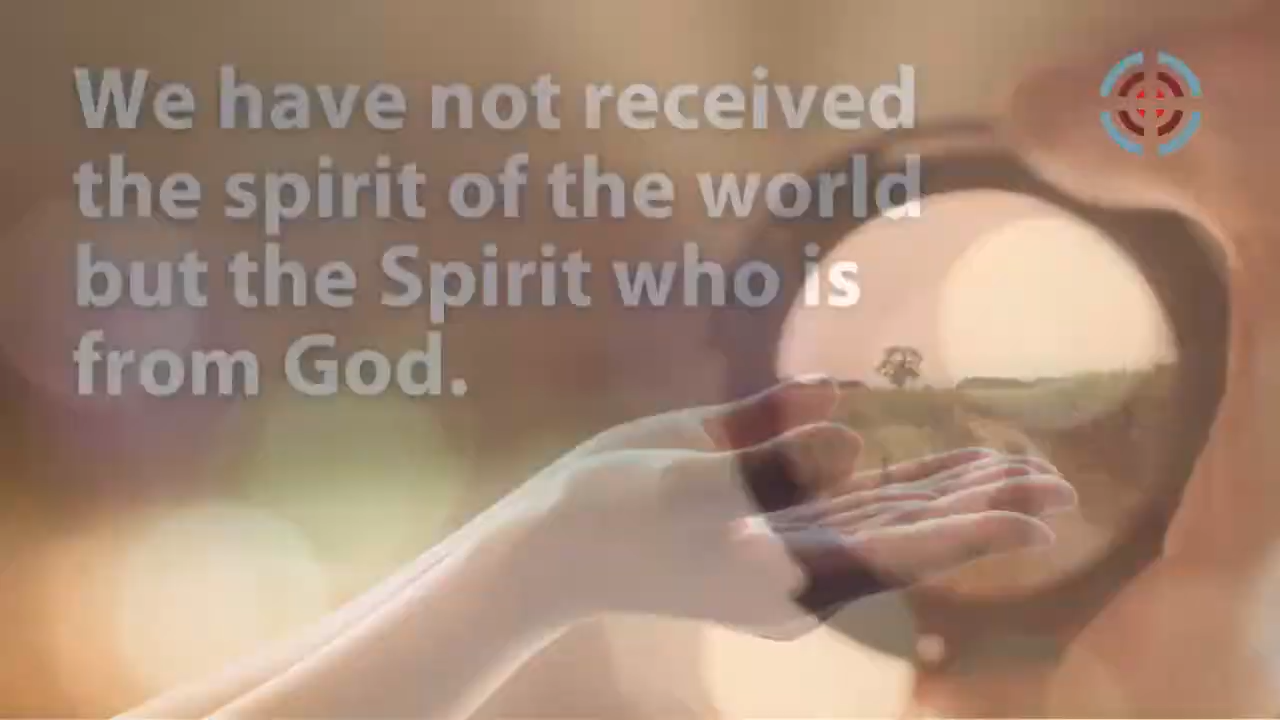 We have not received
the spirit of the world
but the Spirit who is
from God.